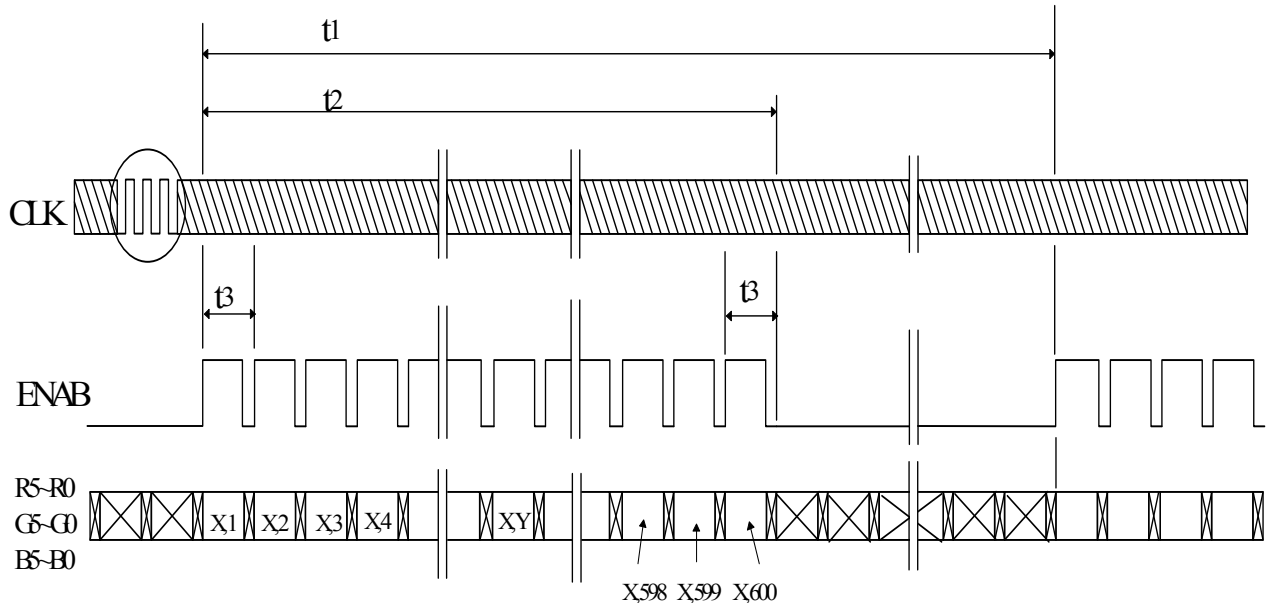 t1
t2
CLK
t3
t3
ENAB
R5~R0
G5~G0
B5~B0
X,1 X,2 X,3 X,4 X,Y
X,598 X,599 X,600